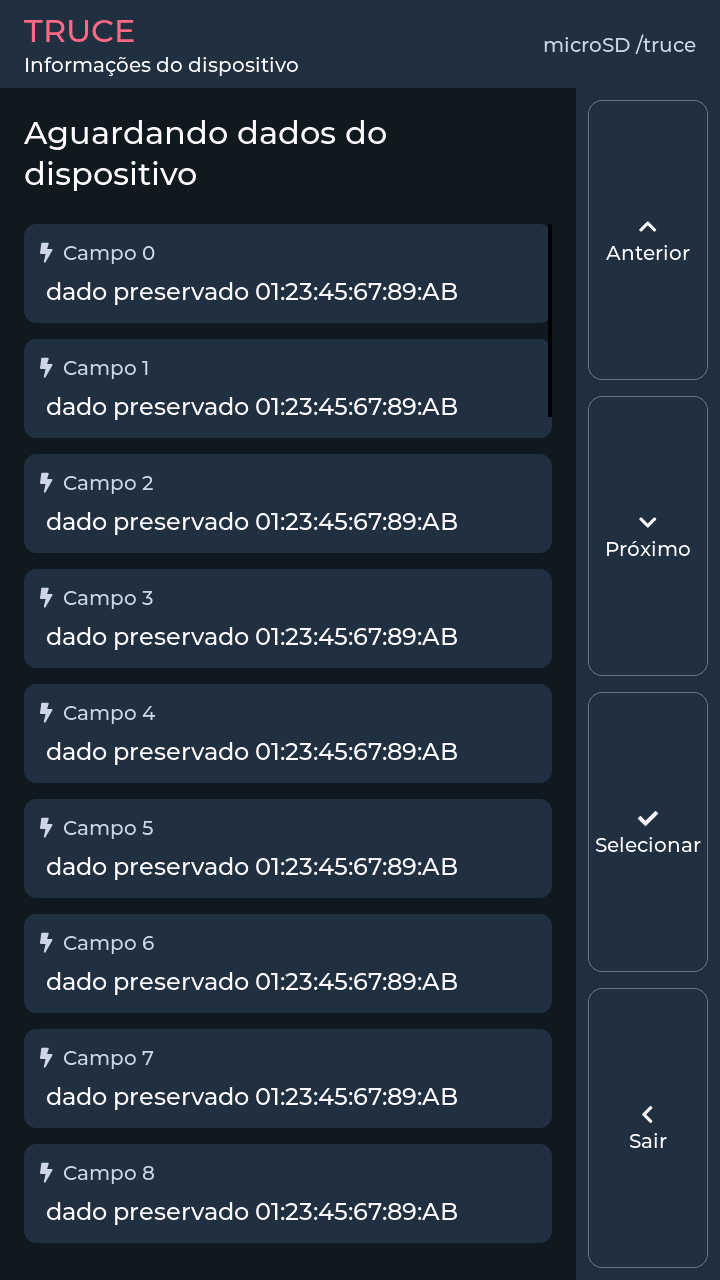 TRUCE
Informações do dispositivo
microSD /truce
Aguardando dados do
dispositivo
Campo 0
dado preservado 01:23:45:67:89:AB
Campo 1
dado preservado 01:23:45:67:89:AB
Campo 2
dado preservado 01:23:45:67:89:AB
Campo 3
dado preservado 01:23:45:67:89:AB
Campo 4
dado preservado 01:23:45:67:89:AB
Campo 5
dado preservado 01:23:45:67:89:AB
Campo 6
dado preservado 01:23:45:67:89:AB
Campo 7
dado preservado 01:23:45:67:89:AB
Campo 8
dado preservado 01:23:45:67:89:AB
Anterior
Próximo
Selecionar
Sair